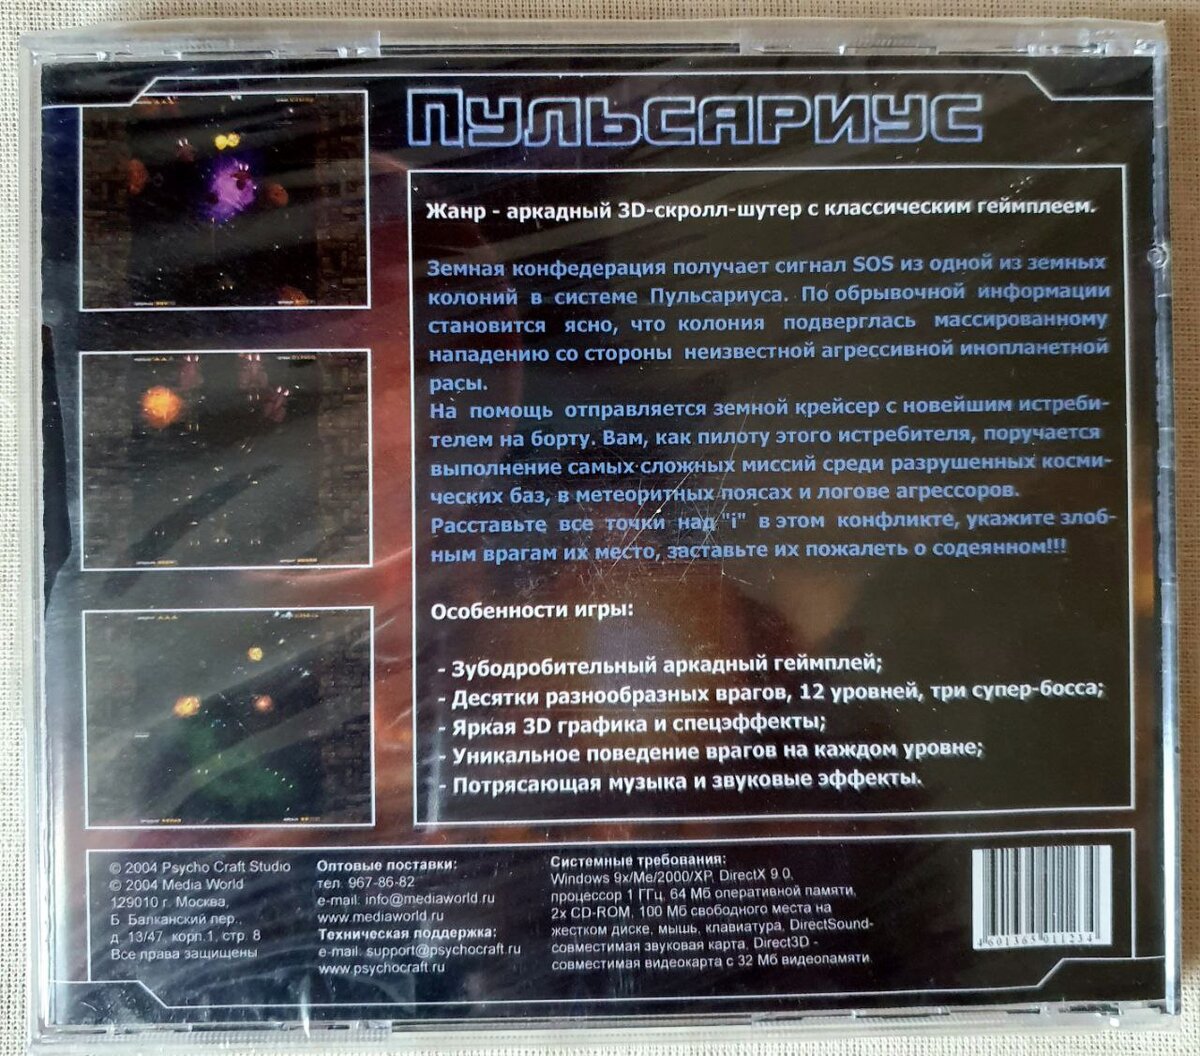 Пульсариус
Жанр - аркадный 3D-скролл-шутер с классическим геймплеем.
Земная конфедерация получает сигнал SOS из одной из земных
колоний в системе Пульсариуса. По обрывочной информации
становится ясно, что колония подверглась массированному
нападению со стороны неизвестной агрессивной инопланетной
расы.
На помощь отправляется земной крейсер с новейшим истреби-
телем на борту. Вам, как пилоту этого истребителя, поручается
выполнение самых сложных миссий среди разрушенных косми-
ческих баз, в метеоритных поясах и логове агрессоров.
Расставьте все точки над "i" в этом конфликте, укажите злоб-
ным врагам их место, заставьте их пожалеть о содеянном!!!
Особенности игры:
- Зубодробительный аркадный геймплей;
- Десятки разнообразных врагов, 12 уровней, три супер-босса;
- Яркая 3D графика и спецэффекты;
- Уникальное поведение врагов на каждом уровне;
- Потрясающая музыка и звуковые эффекты.
© 2004 Psycho Craft Studio
© 2004 Media World
129010 г. Москва,
Б. Балканский пер.,
д. 13/47, корп.1, стр. 8
Все права защищены
Оптовые поставки:
тел. 967-86-82
e-mail: info@mediaworld.ru
www.mediaworld.ru
Техническая поддержка:
e-mail: support@psychocraft.ru
www.psychocraft.ru
Системные требования:
Windows 9x/Me/2000/XP, DirectX 9.0,
процессор 1 ГГц, 64 Мб оперативной памяти,
2x CD-ROM, 100 Мб свободного места на
жестком диске, мышь, клавиатура, DirectSound-
совместимая звуковая карта, Direct3D -
совместимая видеокарта с 32 Мб видеопамяти.
4 601365 011234